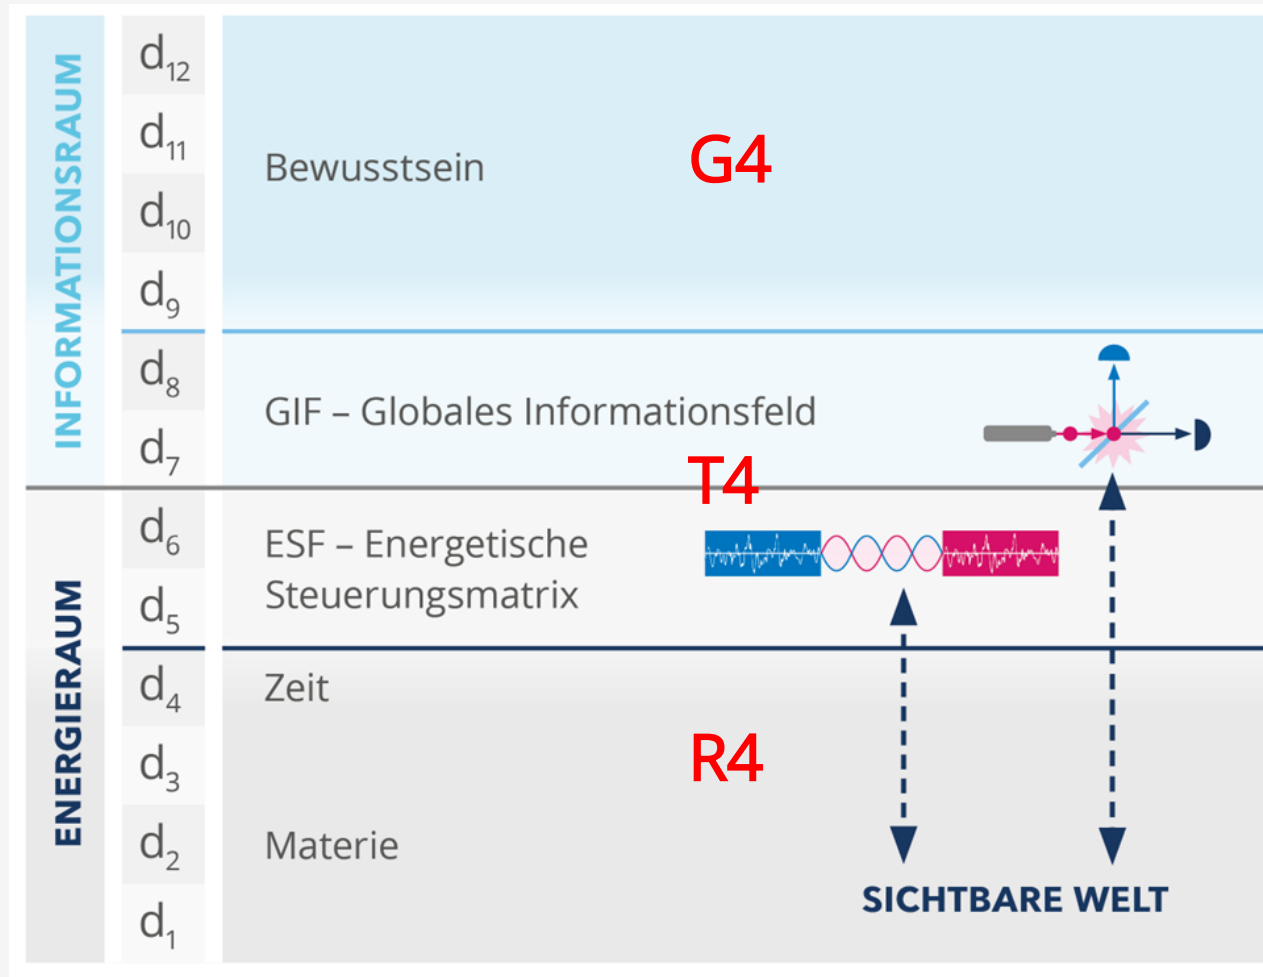 INFORMATIONSRAUM
d12
d11
Bewusstsein
G4
d10
d9
d8
GIF – Globales Informationsfeld
d7
T4
ENERGIERAUM
d6
ESF – Energetische
Steuerungsmatrix
d5
d4
Zeit
d3
R4
d2
Materie
SICHTBARE WELT
d1